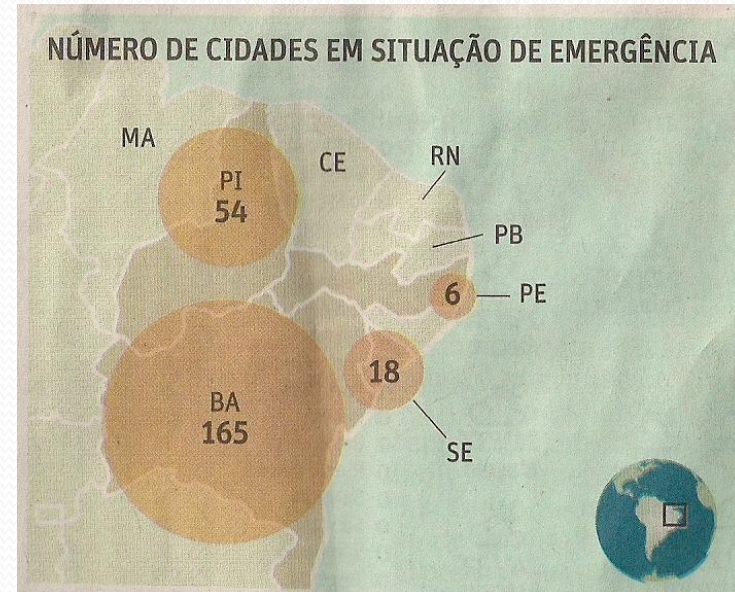 NÚMERO DE CIDADES EM SITUAÇÃO DE EMERGÊNCIA
MA
PI
54
CE
RN
PB
6
PE
18
SE
BA
165